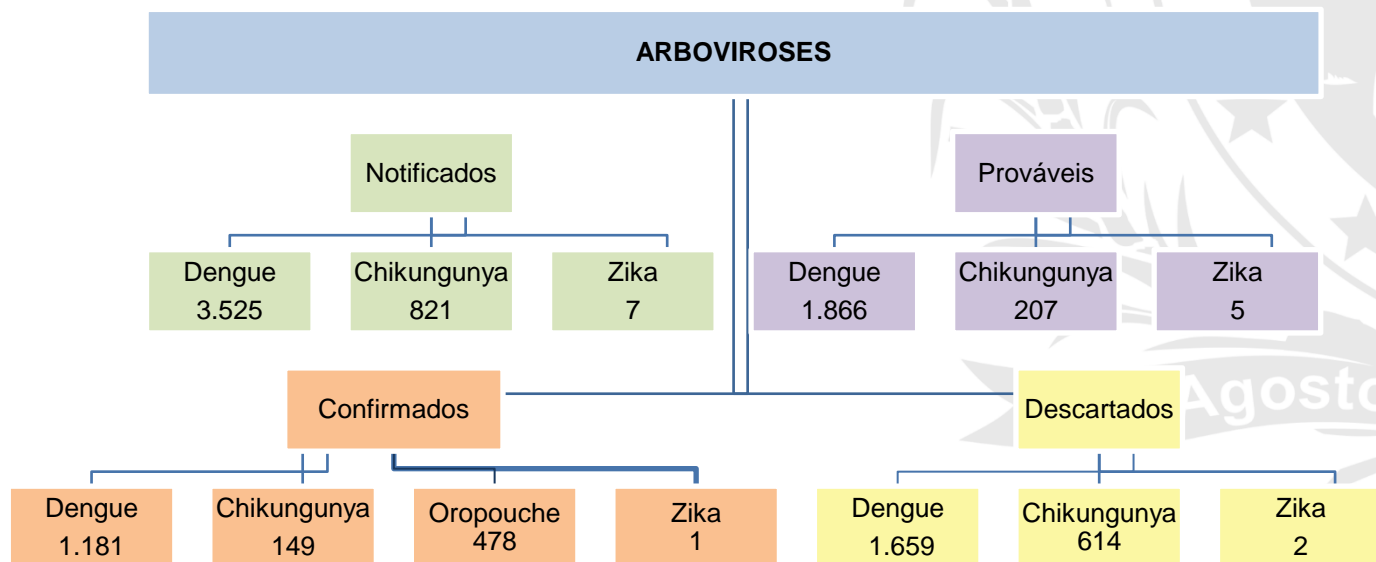 ARBOVIROSES
Notificados
Prováveis
Dengue
3.525
Chikungunya
821
Zika
7
Dengue
1.866
Chikungunya
207
Zika
5
Confirmados
Descartados
Agosto
Dengue
1.181
Chikungunya
149
Oropouche
478
Zika
1
Dengue
1.659
Chikungunya
614
Zika
2